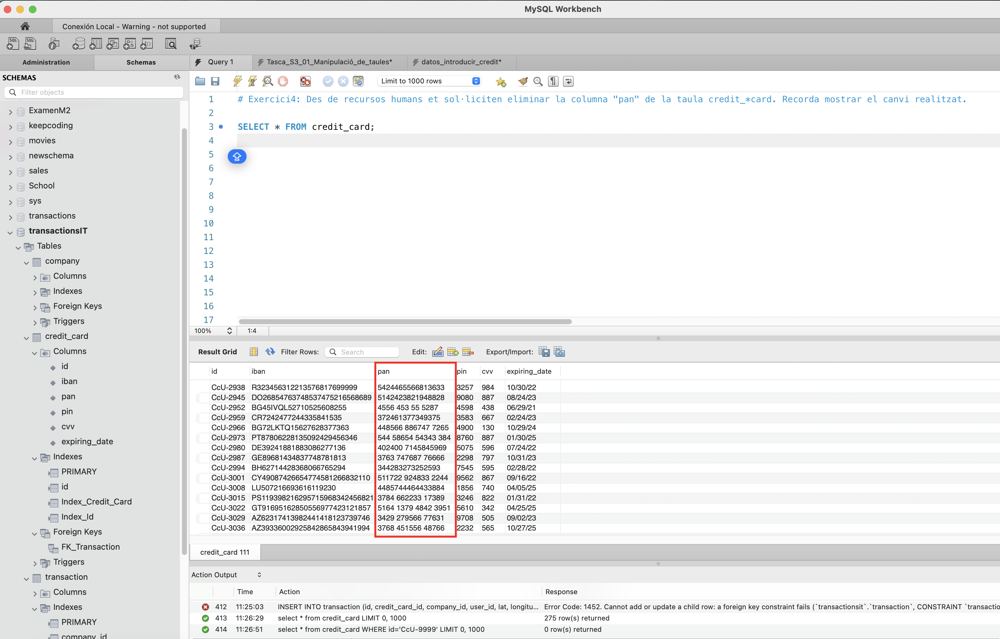 MySQL Workbench
Conexión Local - Warning - not supported
Administration
Schemas
Query 1
Tasca_S3_01_Manipulació_de_taules*
datos_introducir_credit*
SCHEMAS
Filter objects
ExamenM2
keepcoding
movies
newschema
sales
School
sys
transactions
transactionsIT
Tables
company
Columns
Indexes
Foreign Keys
Triggers
credit_card
Columns
id
iban
pan
pin
cvv
expiring_date
Indexes
PRIMARY
id
Index_Credit_Card
Index_Id
Foreign Keys
FK_Transaction
Triggers
transaction
Columns
Indexes
PRIMARY
company_id
Limit to 1000 rows
1 # Exercici4: Des de recursos humans et sol·liciten eliminar la columna "pan" de la taula credit_*card. Recorda mostrar el canvi realitzat.
2
3 SELECT * FROM credit_card;
4
5
6
7
8
9
10
11
12
13
14
15
16
17
100% 1:4
Result Grid Filter Rows: Search Edit: Export/Import:
id iban pan pin cvv expiring_date
CcU-2938 R323456312213576817699999 5424465566813633 3257 984 10/30/22
CcU-2945 DO26854763748537475216568689 5142423821948828 9080 887 08/24/23
CcU-2952 BG45IVQL52710525608255 4556 453 55 5287 4598 438 06/29/21
CcU-2959 CR7242477244335841535 372461377349375 3583 667 02/24/23
CcU-2966 BG72LKTQ15627628377363 448566 886747 7265 4900 130 10/29/24
CcU-2973 PT87806228135092429456346 544 58654 54343 384 8760 887 01/30/25
CcU-2980 DE39241881883086277136 402400 7145845969 5075 596 07/24/22
CcU-2987 GE89681434837748781813 3763 747687 76666 2298 797 10/31/23
CcU-2994 BH62714428368066765294 344283273252593 7545 595 02/28/22
CcU-3001 CY49087426654774581266832110 511722 924833 2244 9562 867 09/16/22
CcU-3008 LU507216693616119230 4485744464433884 1856 740 04/05/25
CcU-3015 PS119398216295715968342456821 3784 662233 17389 3246 822 01/31/22
CcU-3022 GT91695162850556977423121857 5164 1379 4842 3951 5610 342 04/25/25
CcU-3029 AZ62317413982441418123739746 3429 279566 77631 9708 505 09/02/23
CcU-3036 AZ39336002925842865843941994 3768 451556 48766 2232 565 10/27/25
credit_card 111
Action Output
Time Action Response
412 11:25:03 INSERT INTO transaction (id, credit_card_id, company_id, user_id, lat, longitu... Error Code: 1452. Cannot add or update a child row: a foreign key constraint fails (`transactionsit`.`transaction`, CONSTRAINT `transactio
413 11:26:29 select * from credit_card LIMIT 0, 1000 275 row(s) returned
414 11:26:51 select * from credit_card WHERE id='CcU-9999' LIMIT 0, 1000 0 row(s) returned